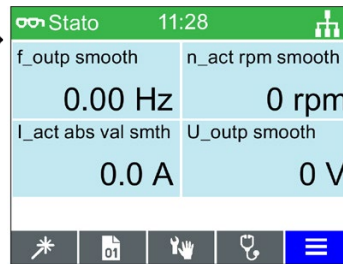 Stato 11:28
f_outp smooth n_act rpm smooth
0.00 Hz 0 rpm
I_act abs val smth U_outp smooth
0.0 A 0 V
01